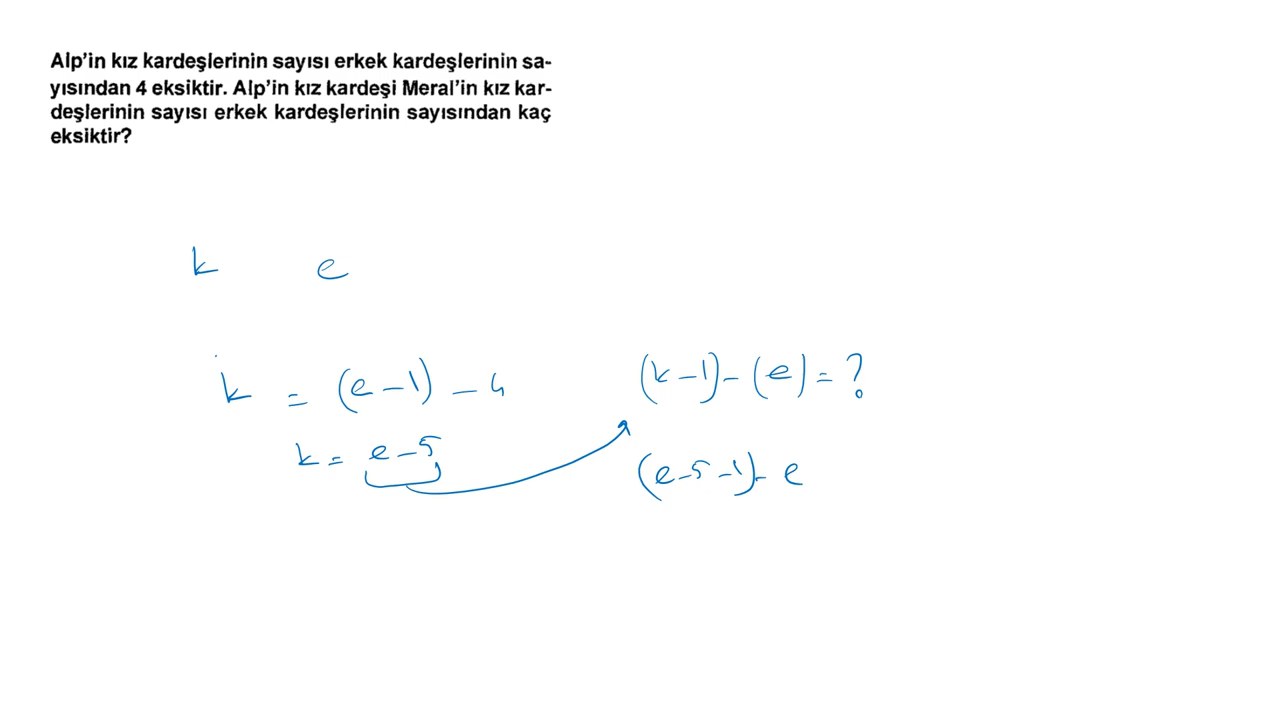 Alp'in kız kardeşlerinin sayısı erkek kardeşlerinin sa-
yısından 4 eksiktir. Alp'in kız kardeşi Meral'in kız kar-
deşlerinin sayısı erkek kardeşlerinin sayısından kaç
eksiktir?
k e
k = (e-1) - 4
(k-1) - (e) = ?
k = e-5
(e-5-1) - e